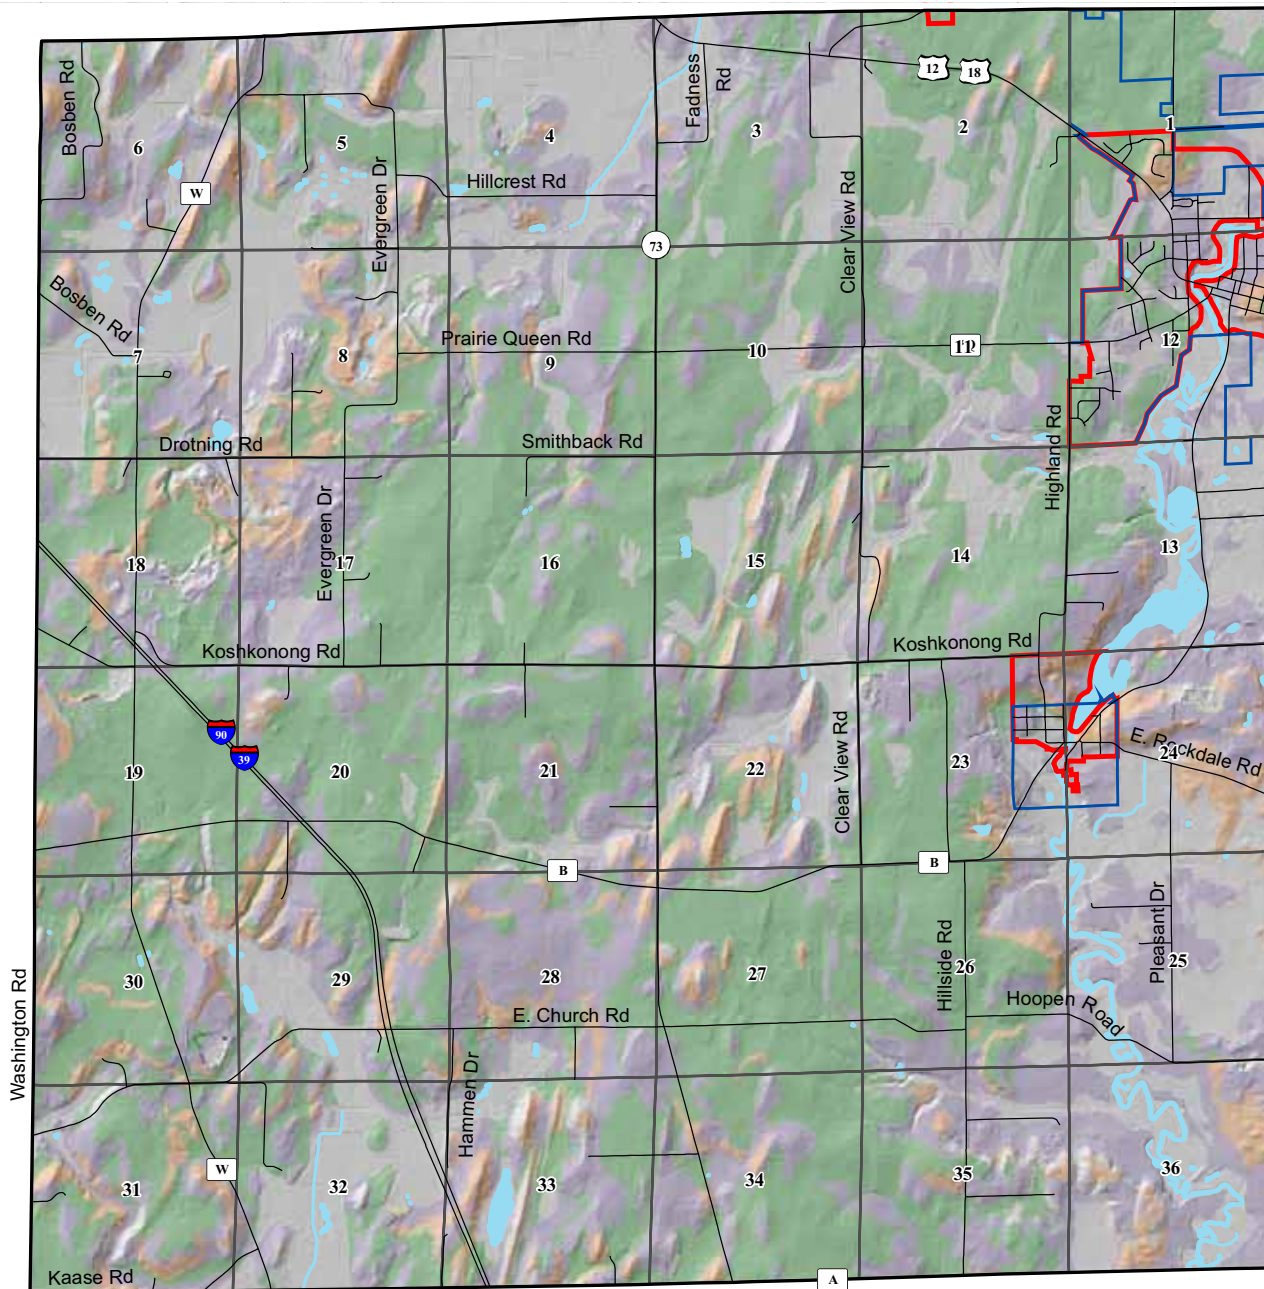 12
18
Bosben Rd
Fadness
Rd
1
2
3
4
5
6
W
Hillcrest Rd
Evergreen Dr
Clear View Rd
73
Bosben Rd
Prairie Queen Rd
7
8
9
10
11
12
Drotning Rd
Smithback Rd
Highland Rd
Evergreen Dr
18
17
16
15
14
13
Koshkonong Rd
Koshkonong Rd
90
39
Clear View Rd
E. Rockdale Rd
19
20
21
22
23
24
B
B
Hillside Rd
Pleasant Dr
30
29
28
27
26
25
Washington Rd
E. Church Rd
Hoopen Road
Hammen Dr
W
31
32
33
34
35
36
Kaase Rd
A